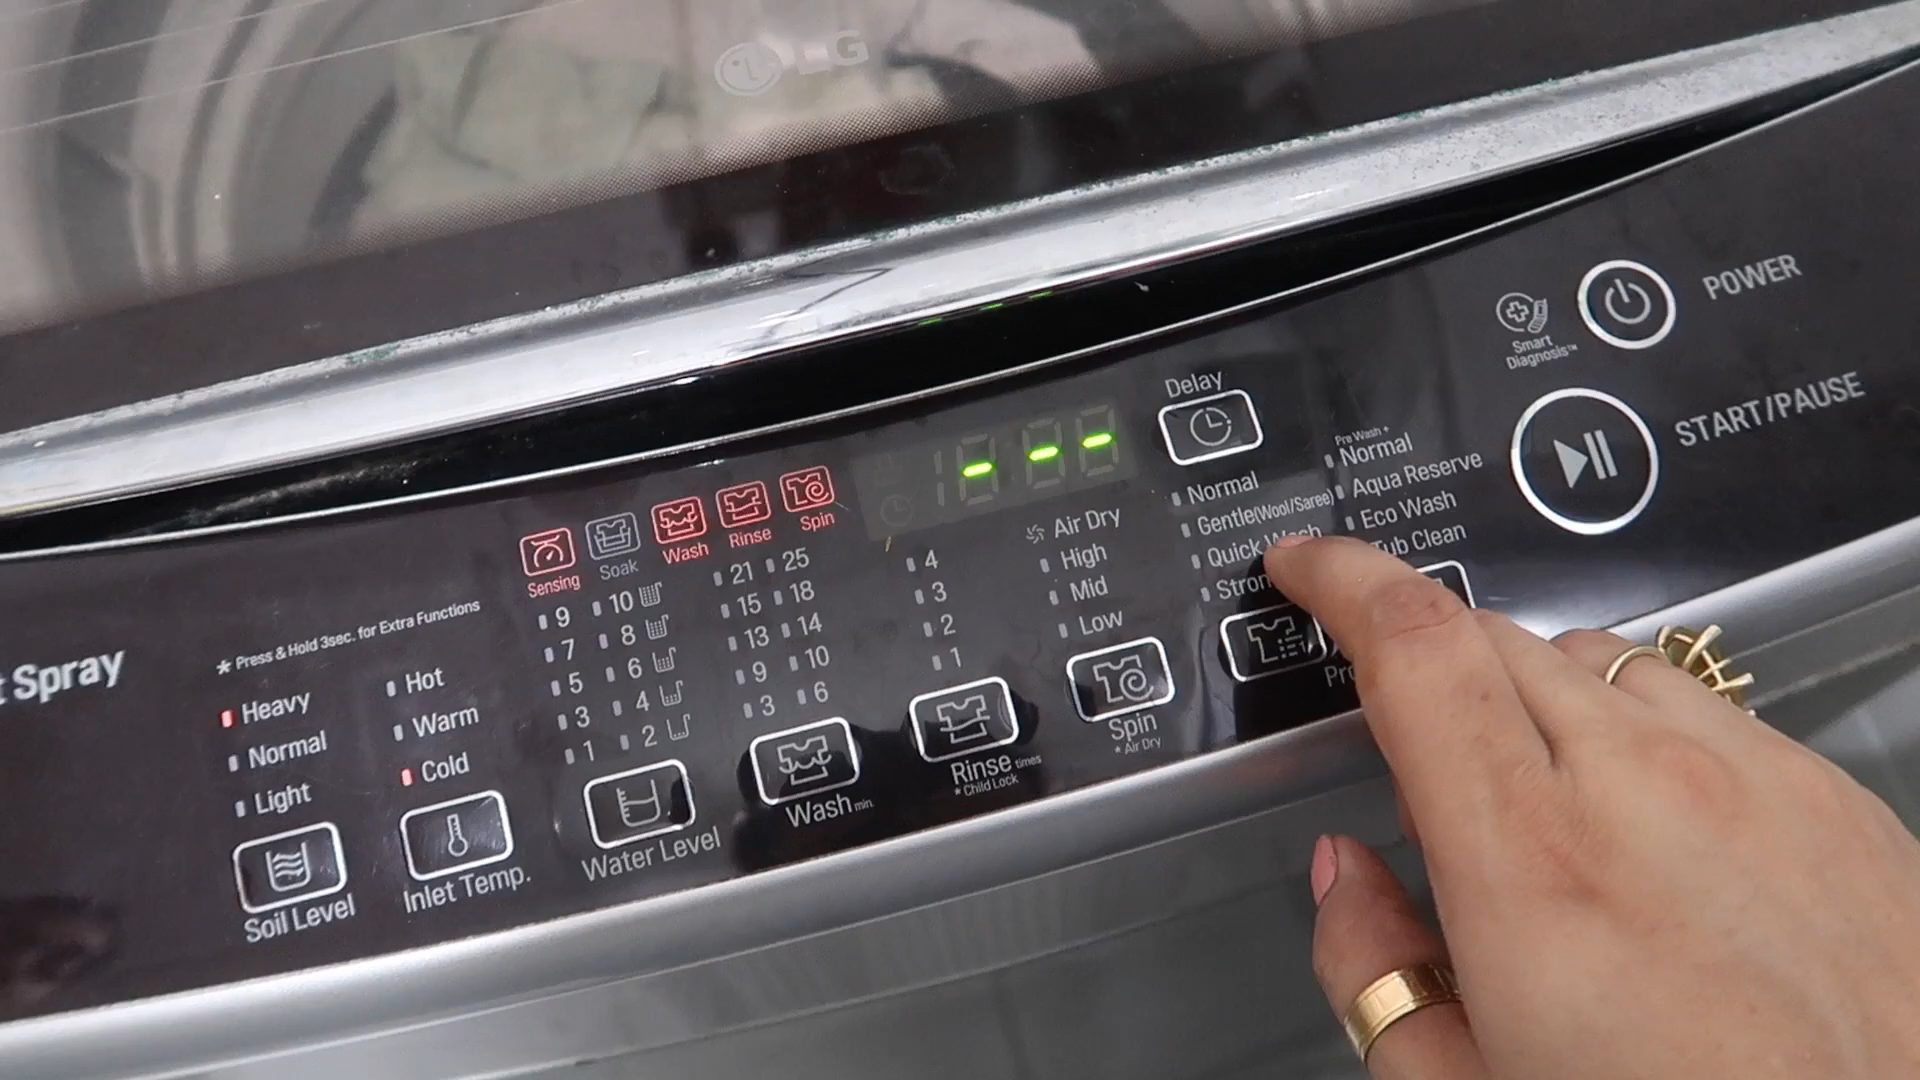 LG
POWER
Smart
Diagnosis™
START/PAUSE
Delay
Pre Wash +
Normal
Aqua Reserve
Eco Wash
Tub Clean
Normal
Gentle(Wool/Saree)
Quick Wash
Air Dry
High
Mid
Low
Spin
* Air Dry
4
3
2
1
Rinse times
* Child Lock
Sensing
Soak
Wash
Rinse
Spin
21 25
15 18
13 14
9 10
3 6
Wash min.
9 10
7 8
5 6
3 4
1 2
Water Level
* Press & Hold 3sec. for Extra Functions
Hot
Warm
Cold
Inlet Temp.
Heavy
Normal
Light
Soil Level
Spray